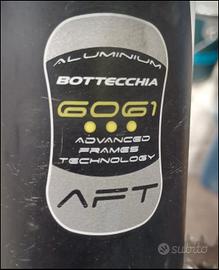 ALUMINIUM
BOTTECCHIA
6061
ADVANCED
FRAMES
TECHNOLOGY
AFT
subito